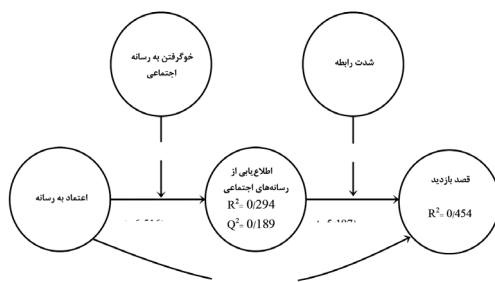 خوگرفتن به رسانه
اجتماعی
شدت رابطه
اعتماد به رسانه
اطلاع‌یابی از
رسانه‌های اجتماعی
R²= 0/294
Q²= 0/189
قصد بازدید
R²= 0/454